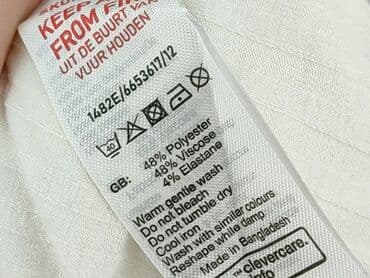 KEEP
FROM FI
UIT DE BUURT VAN
VUUR HOUDEN
1482E/6653617/12
40
GB: 48% Polyester
48% Viscose
4% Elastane
Warm gentle wash
Do not bleach
Do not tumble dry
Cool iron
Wash with similar colours
Reshape while damp
Made in Bangladesh
clevercare.